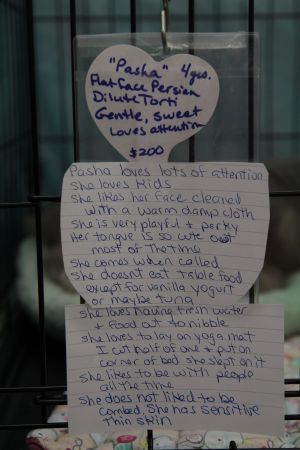 "Pasha" 4yrs.
Flat Face Persian
Dilute Torti
Gentle, sweet
Loves attention
$200
Pasha loves lots of attention
She loves Kids
She likes her face cleaned
with a warm damp cloth
She is very playful & perky
Her tongue is so cute out
most of the time
She comes when called
She doesn't eat table food
except for vanilla yogurt
or maybe tuna
She loves having fresh water
& food out to nibble
she loves to lay on yoga mat
I cut half of one & put on
corner of bed she slept on it
she likes to be with people
all the time
She does not liked to be
combed, She has sensitive
thin skin